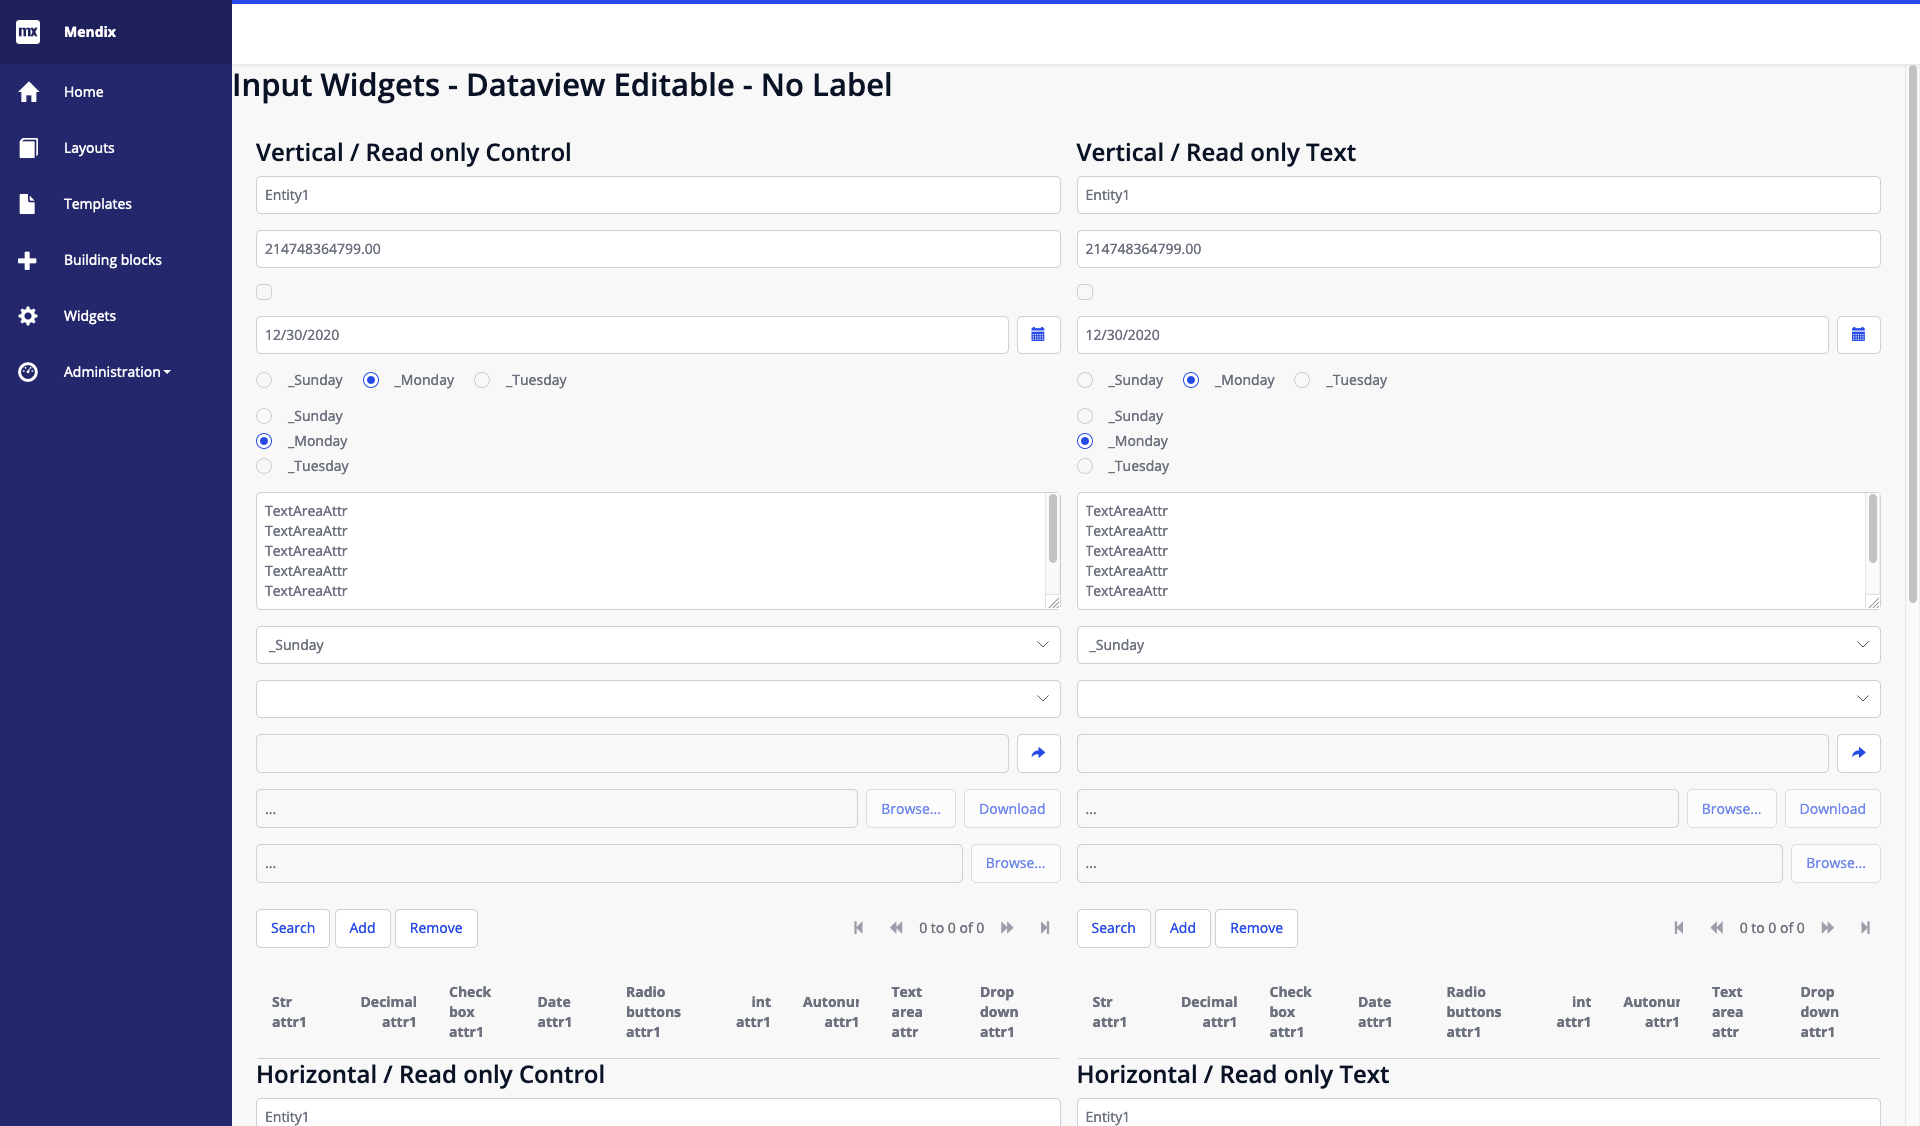 mx Mendix
Home
Layouts
Templates
Building blocks
Widgets
Administration
Input Widgets - Dataview Editable - No Label
Vertical / Read only Control
Entity1
214748364799.00
12/30/2020
_Sunday _Monday _Tuesday
_Sunday
_Monday
_Tuesday
TextAreaAttr
TextAreaAttr
TextAreaAttr
TextAreaAttr
TextAreaAttr
_Sunday
... Browse... Download
... Browse...
Search Add Remove 0 to 0 of 0
Str attr1
Decimal attr1
Check box attr1
Date attr1
Radio buttons attr1
int attr1
Autonur attr1
Text area attr
Drop down attr1
Horizontal / Read only Control
Entity1
Vertical / Read only Text
Entity1
214748364799.00
12/30/2020
_Sunday _Monday _Tuesday
_Sunday
_Monday
_Tuesday
TextAreaAttr
TextAreaAttr
TextAreaAttr
TextAreaAttr
TextAreaAttr
_Sunday
... Browse... Download
... Browse...
Search Add Remove 0 to 0 of 0
Str attr1
Decimal attr1
Check box attr1
Date attr1
Radio buttons attr1
int attr1
Autonur attr1
Text area attr
Drop down attr1
Horizontal / Read only Text
Entity1